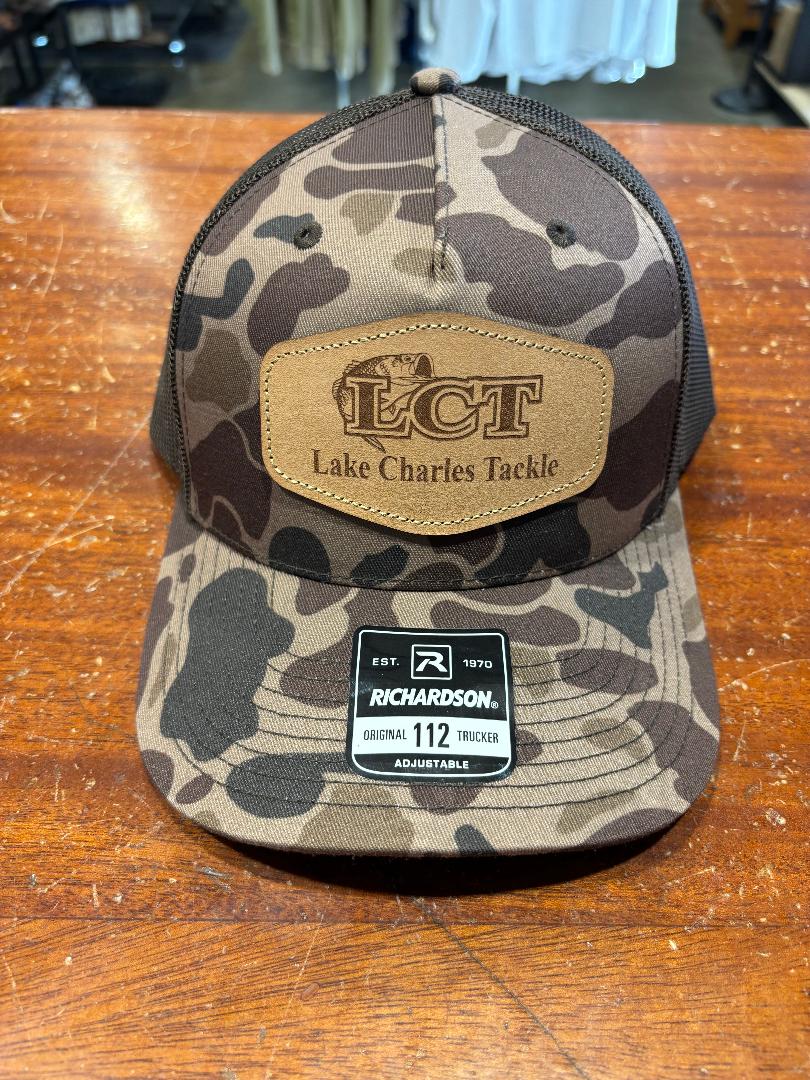 LCT
Lake Charles Tackle
EST. R 1970
RICHARDSON®
ORIGINAL 112 TRUCKER
ADJUSTABLE